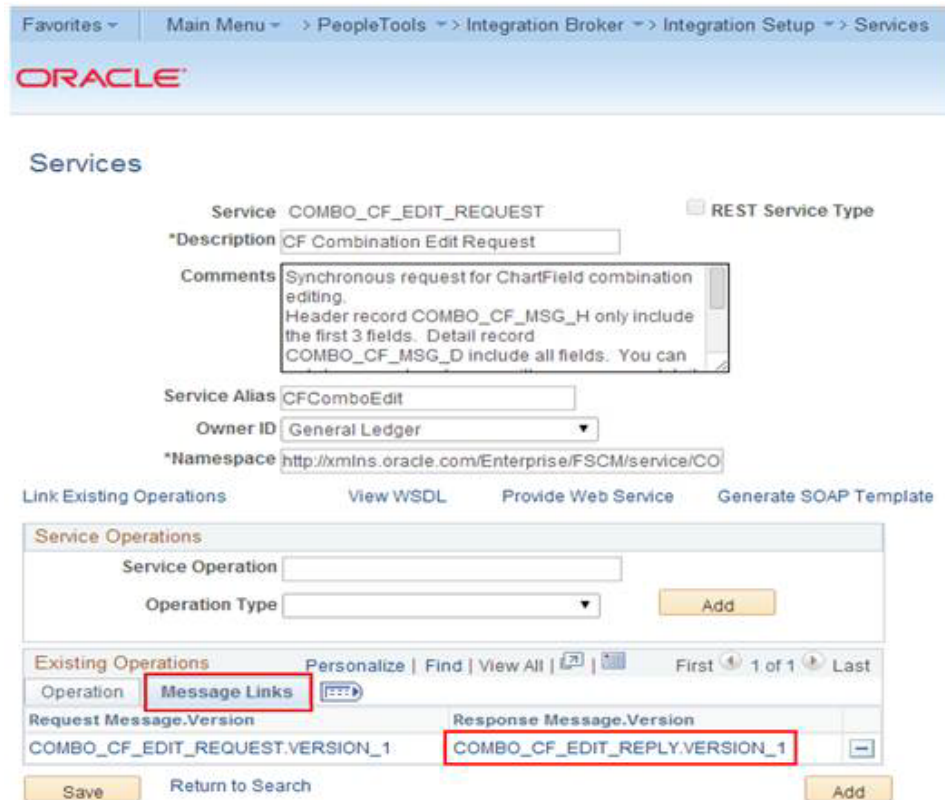 Favorites Main Menu > PeopleTools > Integration Broker > Integration Setup > Services
ORACLE
Services
Service COMBO_CF_EDIT_REQUEST REST Service Type
*Description CF Combination Edit Request
Comments Synchronous request for ChartField combination
editing.
Header record COMBO_CF_MSG_H only include
the first 3 fields. Detail record
COMBO_CF_MSG_D include all fields. You can
Service Alias CFComboEdit
Owner ID General Ledger
*Namespace http://xmlns.oracle.com/Enterprise/FSCM/service/CO
Link Existing Operations View WSDL Provide Web Service Generate SOAP Template
Service Operations
Service Operation
Operation Type Add
Existing Operations Personalize | Find | View All | | First 1 of 1 Last
Operation Message Links
Request Message.Version Response Message.Version
COMBO_CF_EDIT_REQUEST.VERSION_1 COMBO_CF_EDIT_REPLY.VERSION_1
Save Return to Search Add